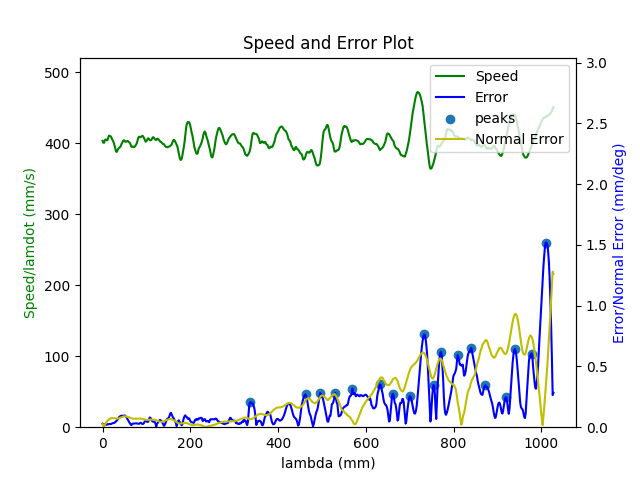 Speed and Error Plot
Speed
Error
peaks
Normal Error
Speed/lamdot (mm/s)
500
400
300
200
100
0
3.0
2.5
2.0
1.5
1.0
0.5
0.0
Error/Normal Error (mm/deg)
0 200 400 600 800 1000
lambda (mm)